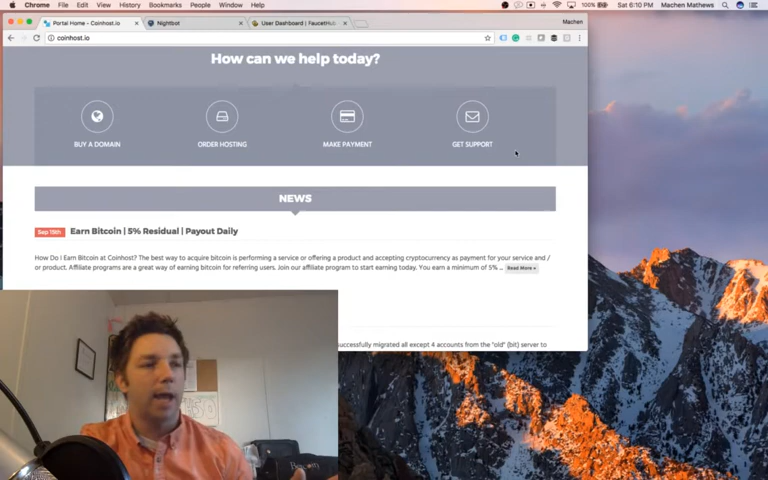 Chrome File Edit View History Bookmarks People Window Help
100% Sat 6:10 PM Machen Mathews
Portal Home - Coinhost.io
Nightbot
User Dashboard | FaucetHu
Machen
coinhost.io
How can we help today?
BUY A DOMAIN
ORDER HOSTING
MAKE PAYMENT
GET SUPPORT
NEWS
Sep 15th Earn Bitcoin | 5% Residual | Payout Daily
How Do I Earn Bitcoin at Coinhost? The best way to acquire bitcoin is performing a service or offering a product and accepting cryptocurrency as payment for your service and /
or product. Affiliate programs are a great way of earning bitcoin for referring users. Join our affiliate program to start earning today. You earn a minimum of 5% ... Read More »
successfully migrated all except 4 accounts from the "old" (bit) server to